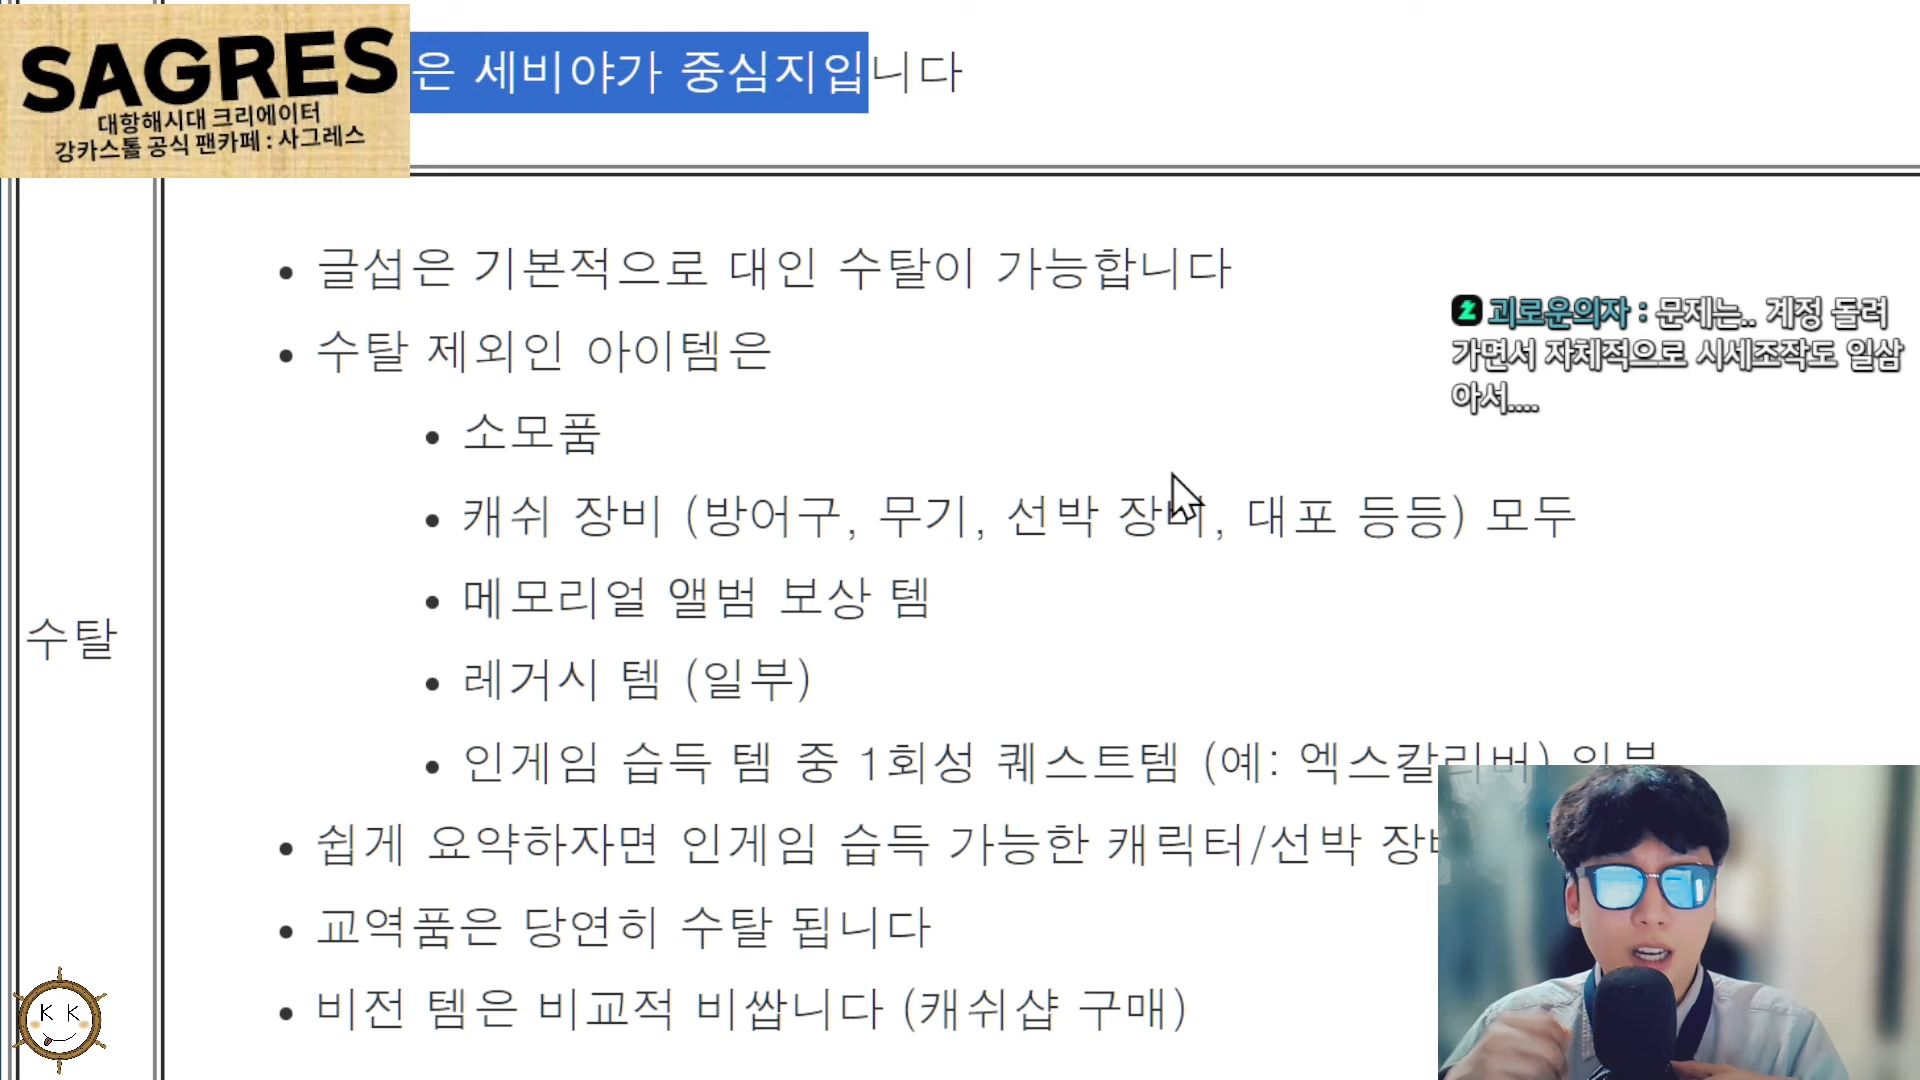 SAGRES
대항해시대 크리에이터
강카스톨 공식 팬카페 : 사그레스
은 세비야가 중심지입니다
• 글섭은 기본적으로 대인 수탈이 가능합니다
• 수탈 제외인 아이템은
괴로운의자 : 문제는.. 계정 돌려
가면서 자체적으로 시세조작도 일삼
아서....
• 소모품
• 캐쉬 장비 (방어구, 무기, 선박 장비, 대포 등등) 모두
• 메모리얼 앨범 보상 템
수탈
• 레거시 템 (일부)
• 인게임 습득 템 중 1회성 퀘스트템 (예: 엑스칼리버) 일부
• 쉽게 요약하자면 인게임 습득 가능한 캐릭터/선박 장비
• 교역품은 당연히 수탈 됩니다
• 비전 템은 비교적 비쌉니다 (캐쉬샵 구매)
K K